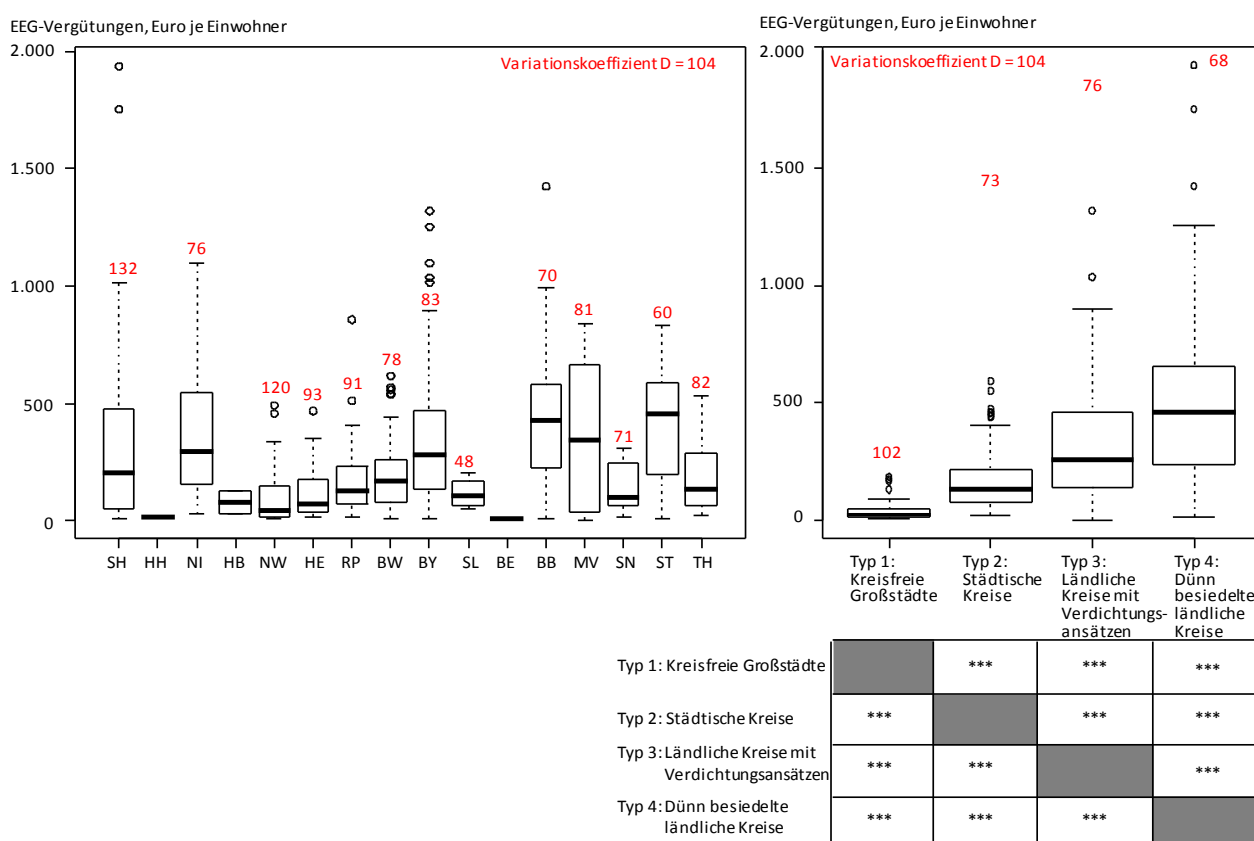 EEG-Vergütungen, Euro je Einwohner
2.000
1.500
1.000
500
0
Variationskoeffizient D = 104
132
76
120
93
91
78
83
48
70
81
71
60
82
SH HH NI HB NW HE RP BW BY SL BE BB MV SN ST TH
EEG-Vergütungen, Euro je Einwohner
2.000
1.500
1.000
500
0
Variationskoeffizient D = 104
102
73
76
68
Typ 1:
Kreisfreie
Großstädte
Typ 2:
Städtische
Kreise
Typ 3:
Ländliche
Kreise mit
Verdichtungs-
ansätzen
Typ 4:
Dünn
besiedelte
ländliche
Kreise
Typ 1: Kreisfreie Großstädte *** *** ***
Typ 2: Städtische Kreise *** *** ***
Typ 3: Ländliche Kreise mit
Verdichtungsansätzen *** *** ***
Typ 4: Dünn besiedelte
ländliche Kreise *** *** ***